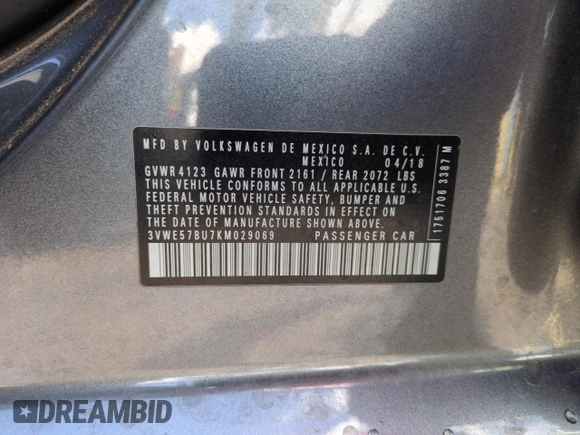 MFD BY VOLKSWAGEN DE MEXICO S.A. DE C.V.
MEXICO 04/18
GVWR 4123 GAWR FRONT 2161 / REAR 2072 LBS
THIS VEHICLE CONFORMS TO ALL APPLICABLE U.S.
FEDERAL MOTOR VEHICLE SAFETY, BUMPER AND
THEFT PREVENTION STANDARDS IN EFFECT ON
THE DATE OF MANUFACTURE SHOWN ABOVE.
3VWE57BU7KM029069 PASSENGER CAR
1751706 3387 M
DREAMBID